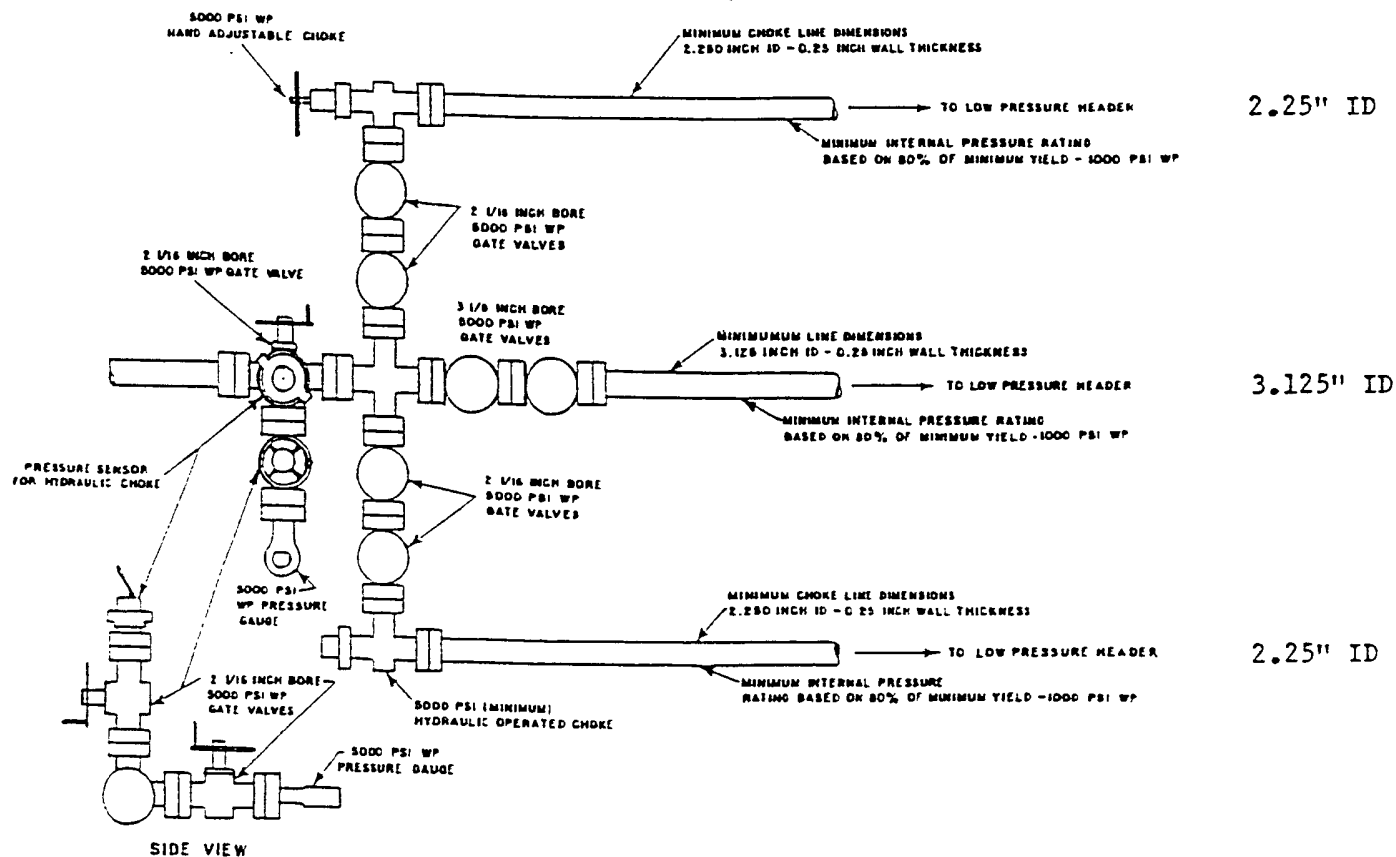 5000 PSI WP
HAND ADJUSTABLE CHOKE
MINIMUM CHOKE LINE DIMENSIONS
2.250 INCH ID - 0.25 INCH WALL THICKNESS
TO LOW PRESSURE HEADER
2.25" ID
MINIMUM INTERNAL PRESSURE RATING
BASED ON 80% OF MINIMUM YIELD - 1000 PSI WP
2 1/16 INCH BORE
5000 PSI WP
GATE VALVES
2 1/16 INCH BORE
5000 PSI WP GATE VALVE
3 1/8 INCH BORE
5000 PSI WP
GATE VALVES
MINIMUMUM LINE DIMENSIONS
3.125 INCH ID - 0.25 INCH WALL THICKNESS
TO LOW PRESSURE HEADER
3.125" ID
MINIMUM INTERNAL PRESSURE RATING
BASED ON 80% OF MINIMUM YIELD - 1000 PSI WP
PRESSURE SENSOR
FOR HYDRAULIC CHOKE
2 1/16 INCH BORE
5000 PSI WP
GATE VALVES
5000 PSI
WP PRESSURE
GAUGE
MINIMUM CHOKE LINE DIMENSIONS
2.250 INCH ID - 0.25 INCH WALL THICKNESS
TO LOW PRESSURE HEADER
2.25" ID
MINIMUM INTERNAL PRESSURE
RATING BASED ON 80% OF MINIMUM YIELD - 1000 PSI WP
2 1/16 INCH BORE
5000 PSI WP
GATE VALVES
5000 PSI (MINIMUM)
HYDRAULIC OPERATED CHOKE
5000 PSI WP
PRESSURE GAUGE
SIDE VIEW